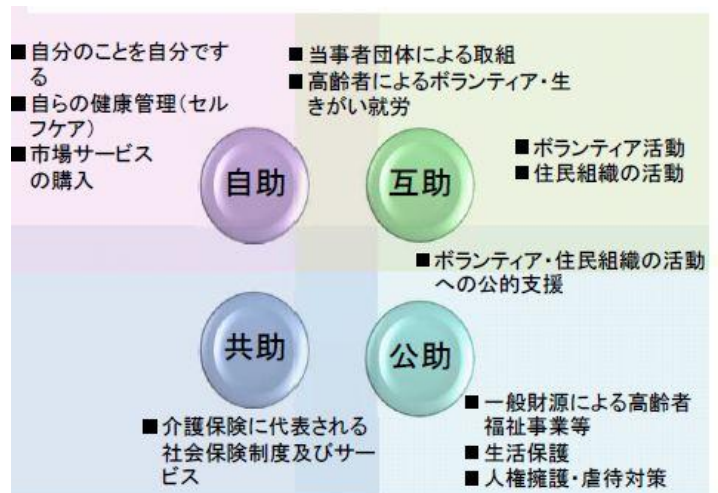 ■自分のことを自分です
る
■自らの健康管理(セル
フケア)
■市場サービス
の購入
■当事者団体による取組
■高齢者によるボランティア・生
きがい就労
自助
互助
■ボランティア活動
■住民組織の活動
■ボランティア・住民組織の活動
への公的支援
共助
公助
■介護保険に代表される
社会保険制度及びサー
ビス
■一般財源による高齢者
福祉事業等
■生活保護
■人権擁護・虐待対策